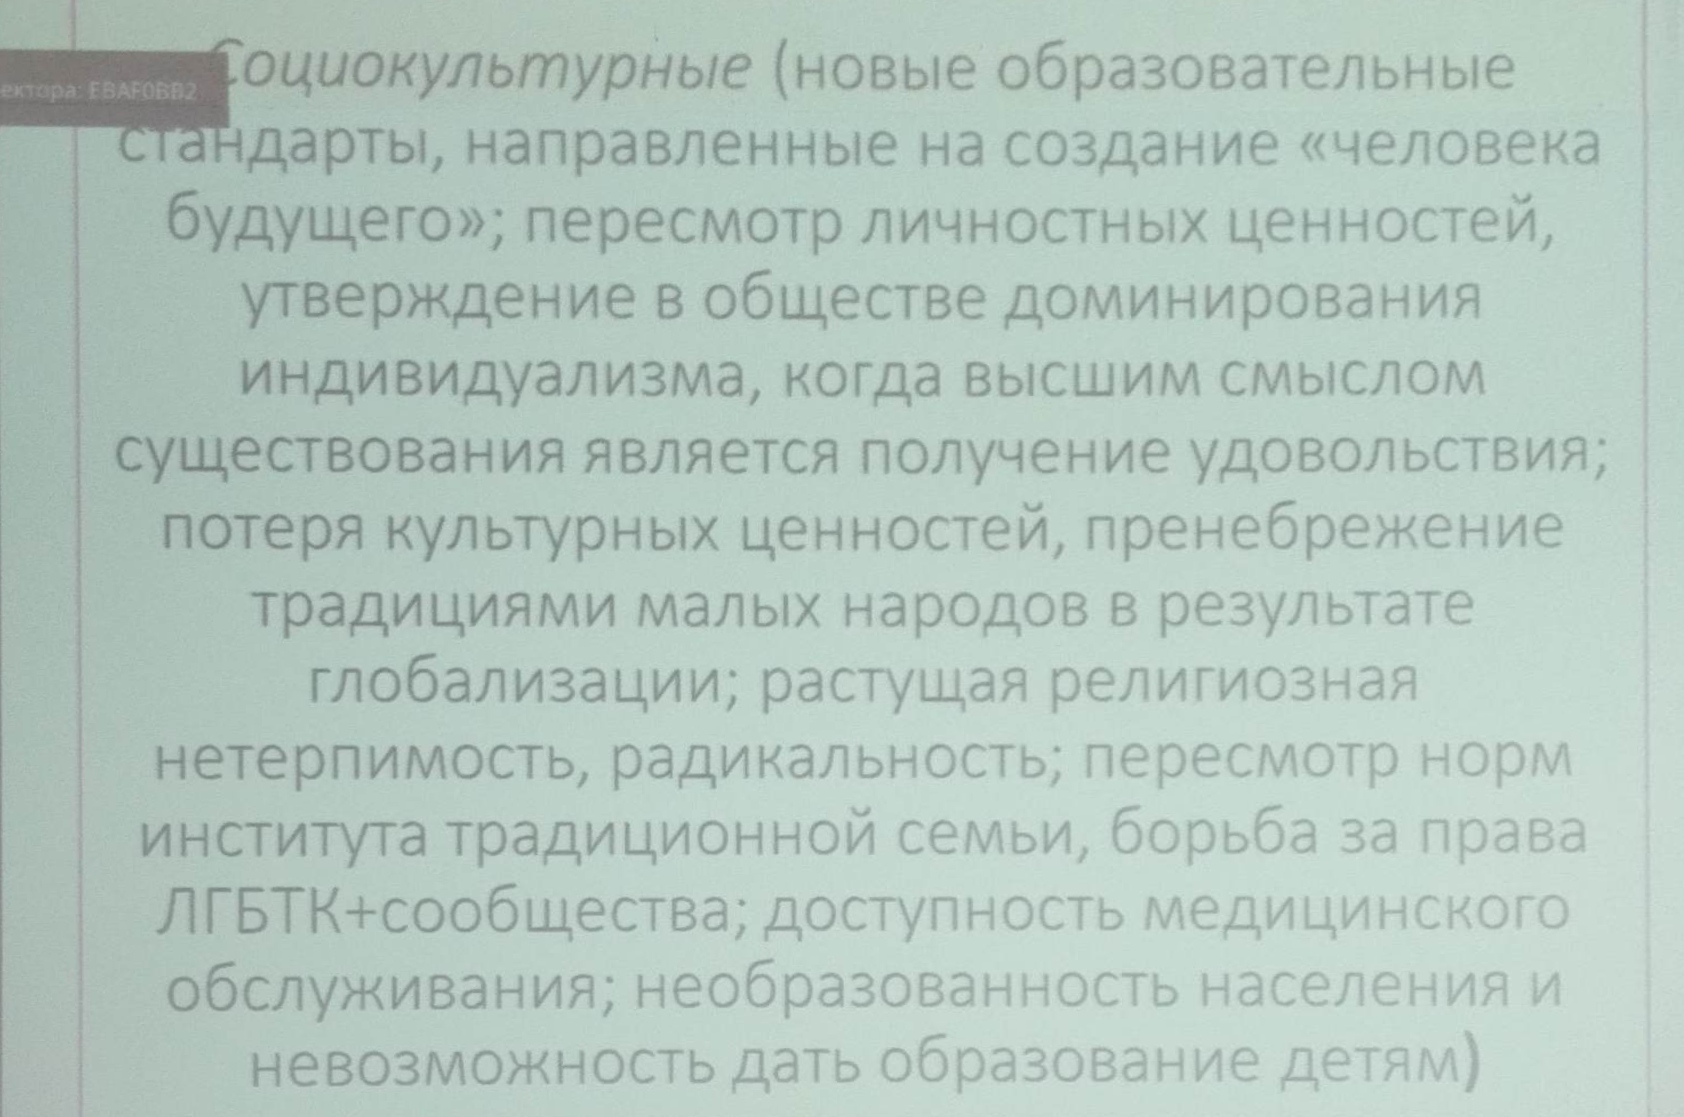 Социокультурные (новые образовательные
ектора: EBAF0BB2
стандарты, направленные на создание «человека
будущего»; пересмотр личностных ценностей,
утверждение в обществе доминирования
индивидуализма, когда высшим смыслом
существования является получение удовольствия;
потеря культурных ценностей, пренебрежение
традициями малых народов в результате
глобализации; растущая религиозная
нетерпимость, радикальность; пересмотр норм
института традиционной семьи, борьба за права
ЛГБТК+сообщества; доступность медицинского
обслуживания; необразованность населения и
невозможность дать образование детям)